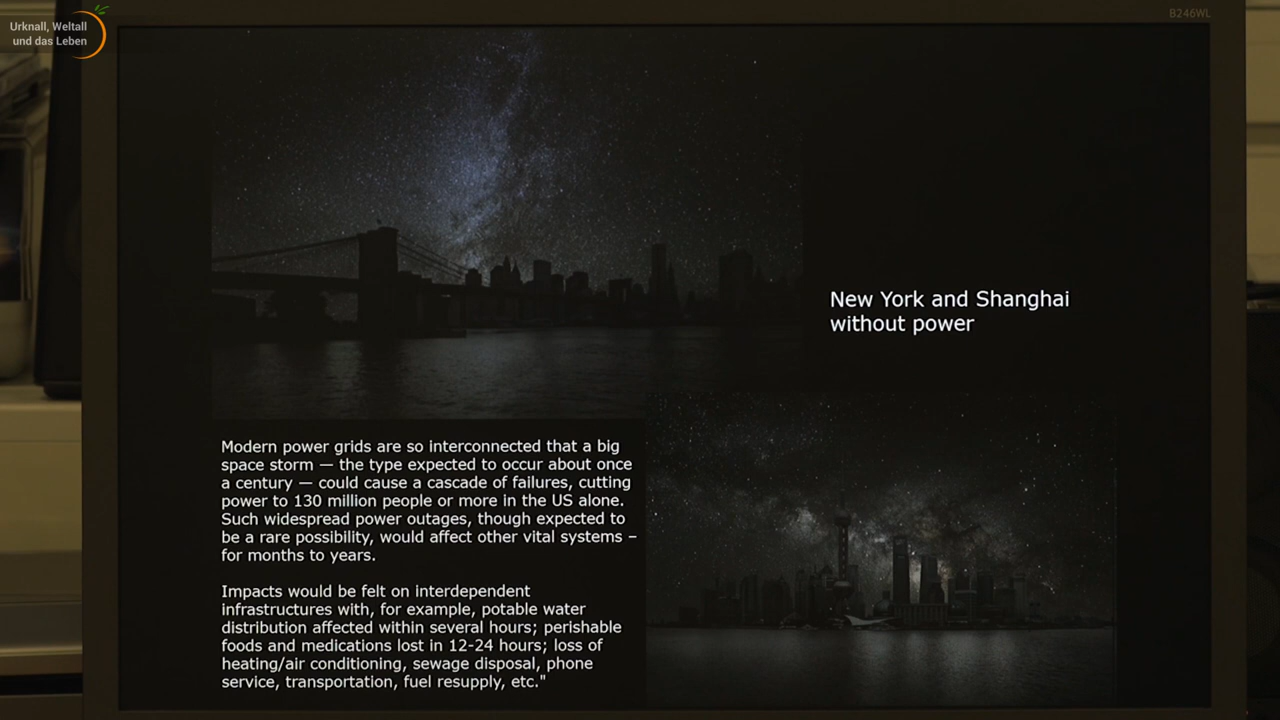 Urknall, Weltall
und das Leben
B246WL
New York and Shanghai
without power
Modern power grids are so interconnected that a big
space storm — the type expected to occur about once
a century — could cause a cascade of failures, cutting
power to 130 million people or more in the US alone.
Such widespread power outages, though expected to
be a rare possibility, would affect other vital systems –
for months to years.
Impacts would be felt on interdependent
infrastructures with, for example, potable water
distribution affected within several hours; perishable
foods and medications lost in 12-24 hours; loss of
heating/air conditioning, sewage disposal, phone
service, transportation, fuel resupply, etc."